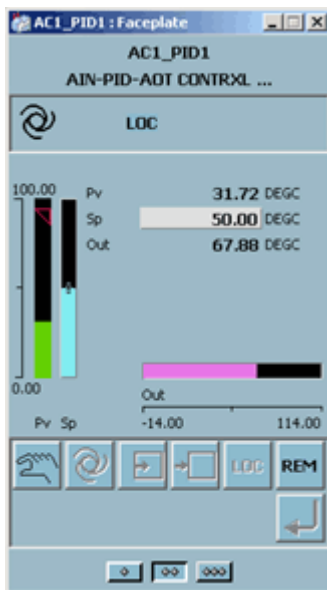 AC1_PID1 : Faceplate
AC1_PID1
AIN-PID-AOT CONTRXL ...
LOC
100.00
Pv 31.72 DEGC
Sp 50.00 DEGC
Out 67.88 DEGC
0.00
Out
Pv Sp
-14.00 114.00
LOC REM